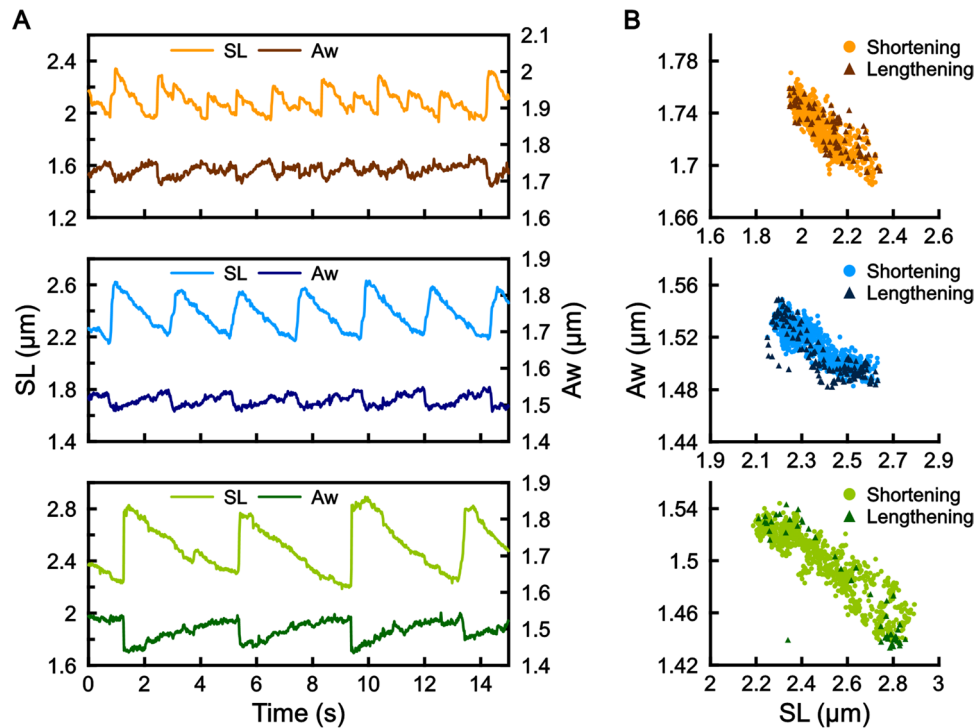 A
B
SL Aw
2.6
2.4
2
1.6
1.2
2.1
2
1.9
1.8
1.7
1.6
Shortening
Lengthening
1.78
1.74
1.7
1.66
1.6 1.8 2 2.2 2.4 2.6
SL (µm)
SL Aw
2.6
2.2
1.8
1.4
1.9
1.8
1.7
1.6
1.5
1.4
Aw (µm)
Aw (µm)
Shortening
Lengthening
1.56
1.52
1.48
1.44
1.9 2.1 2.3 2.5 2.7 2.9
SL Aw
2.8
2.4
2
1.6
1.9
1.8
1.7
1.6
1.5
1.4
Shortening
Lengthening
1.54
1.5
1.46
1.42
2 2.2 2.4 2.6 2.8 3
0 2 4 6 8 10 12 14
Time (s)
SL (µm)